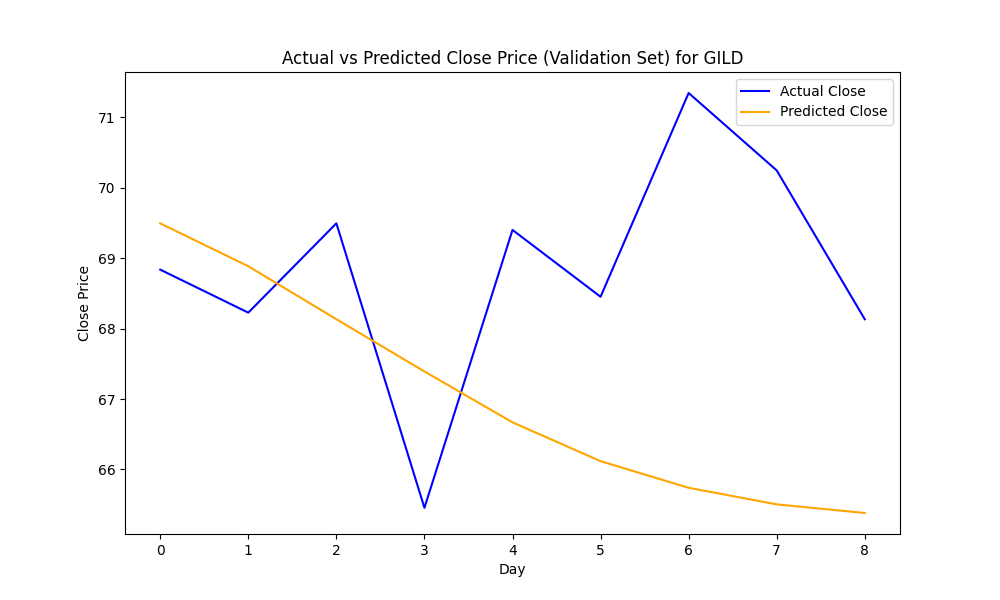 Actual vs Predicted Close Price (Validation Set) for GILD
Actual Close
Predicted Close
Close Price
71
70
69
68
67
66
0 1 2 3 4 5 6 7 8
Day